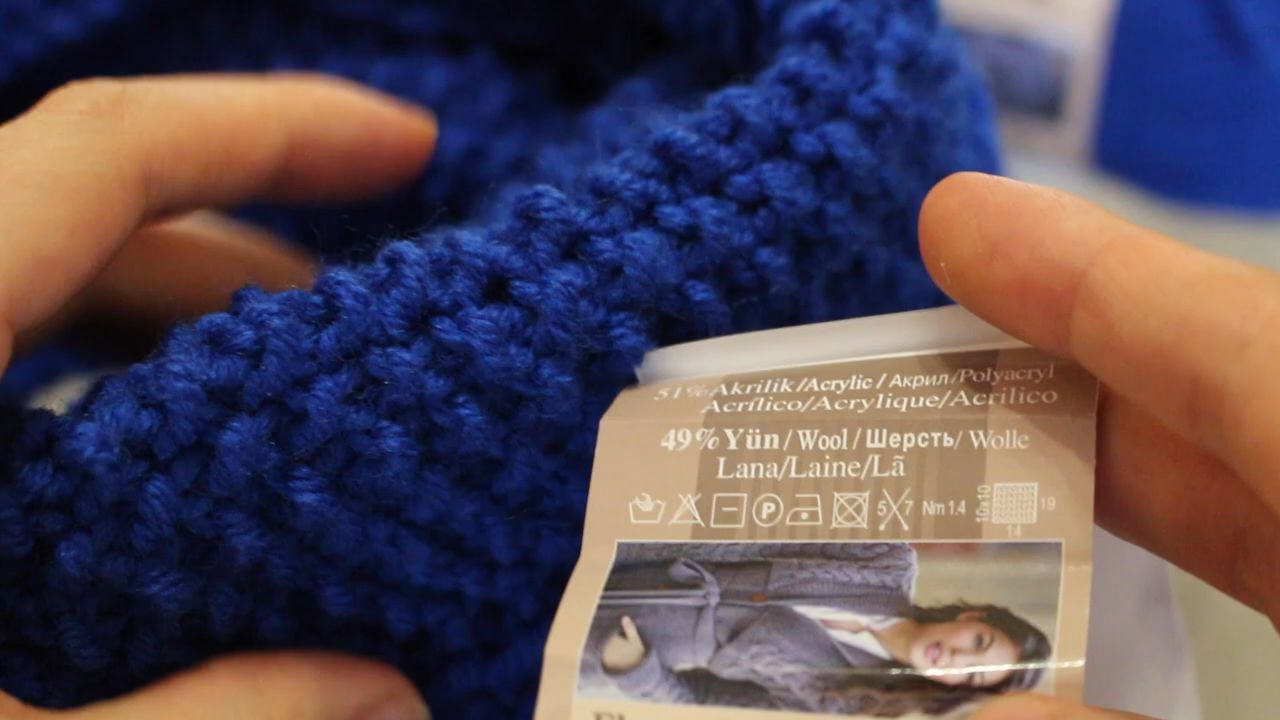 51% Akrilik/Acrylic/Акрил/Polyacryl
Acrílico/Acrylique/Acrilico
49% Yün/Wool/Шерсть/Wolle
Lana/Laine/Lã
P 5 7 Nm 1.4 10x10 19
14